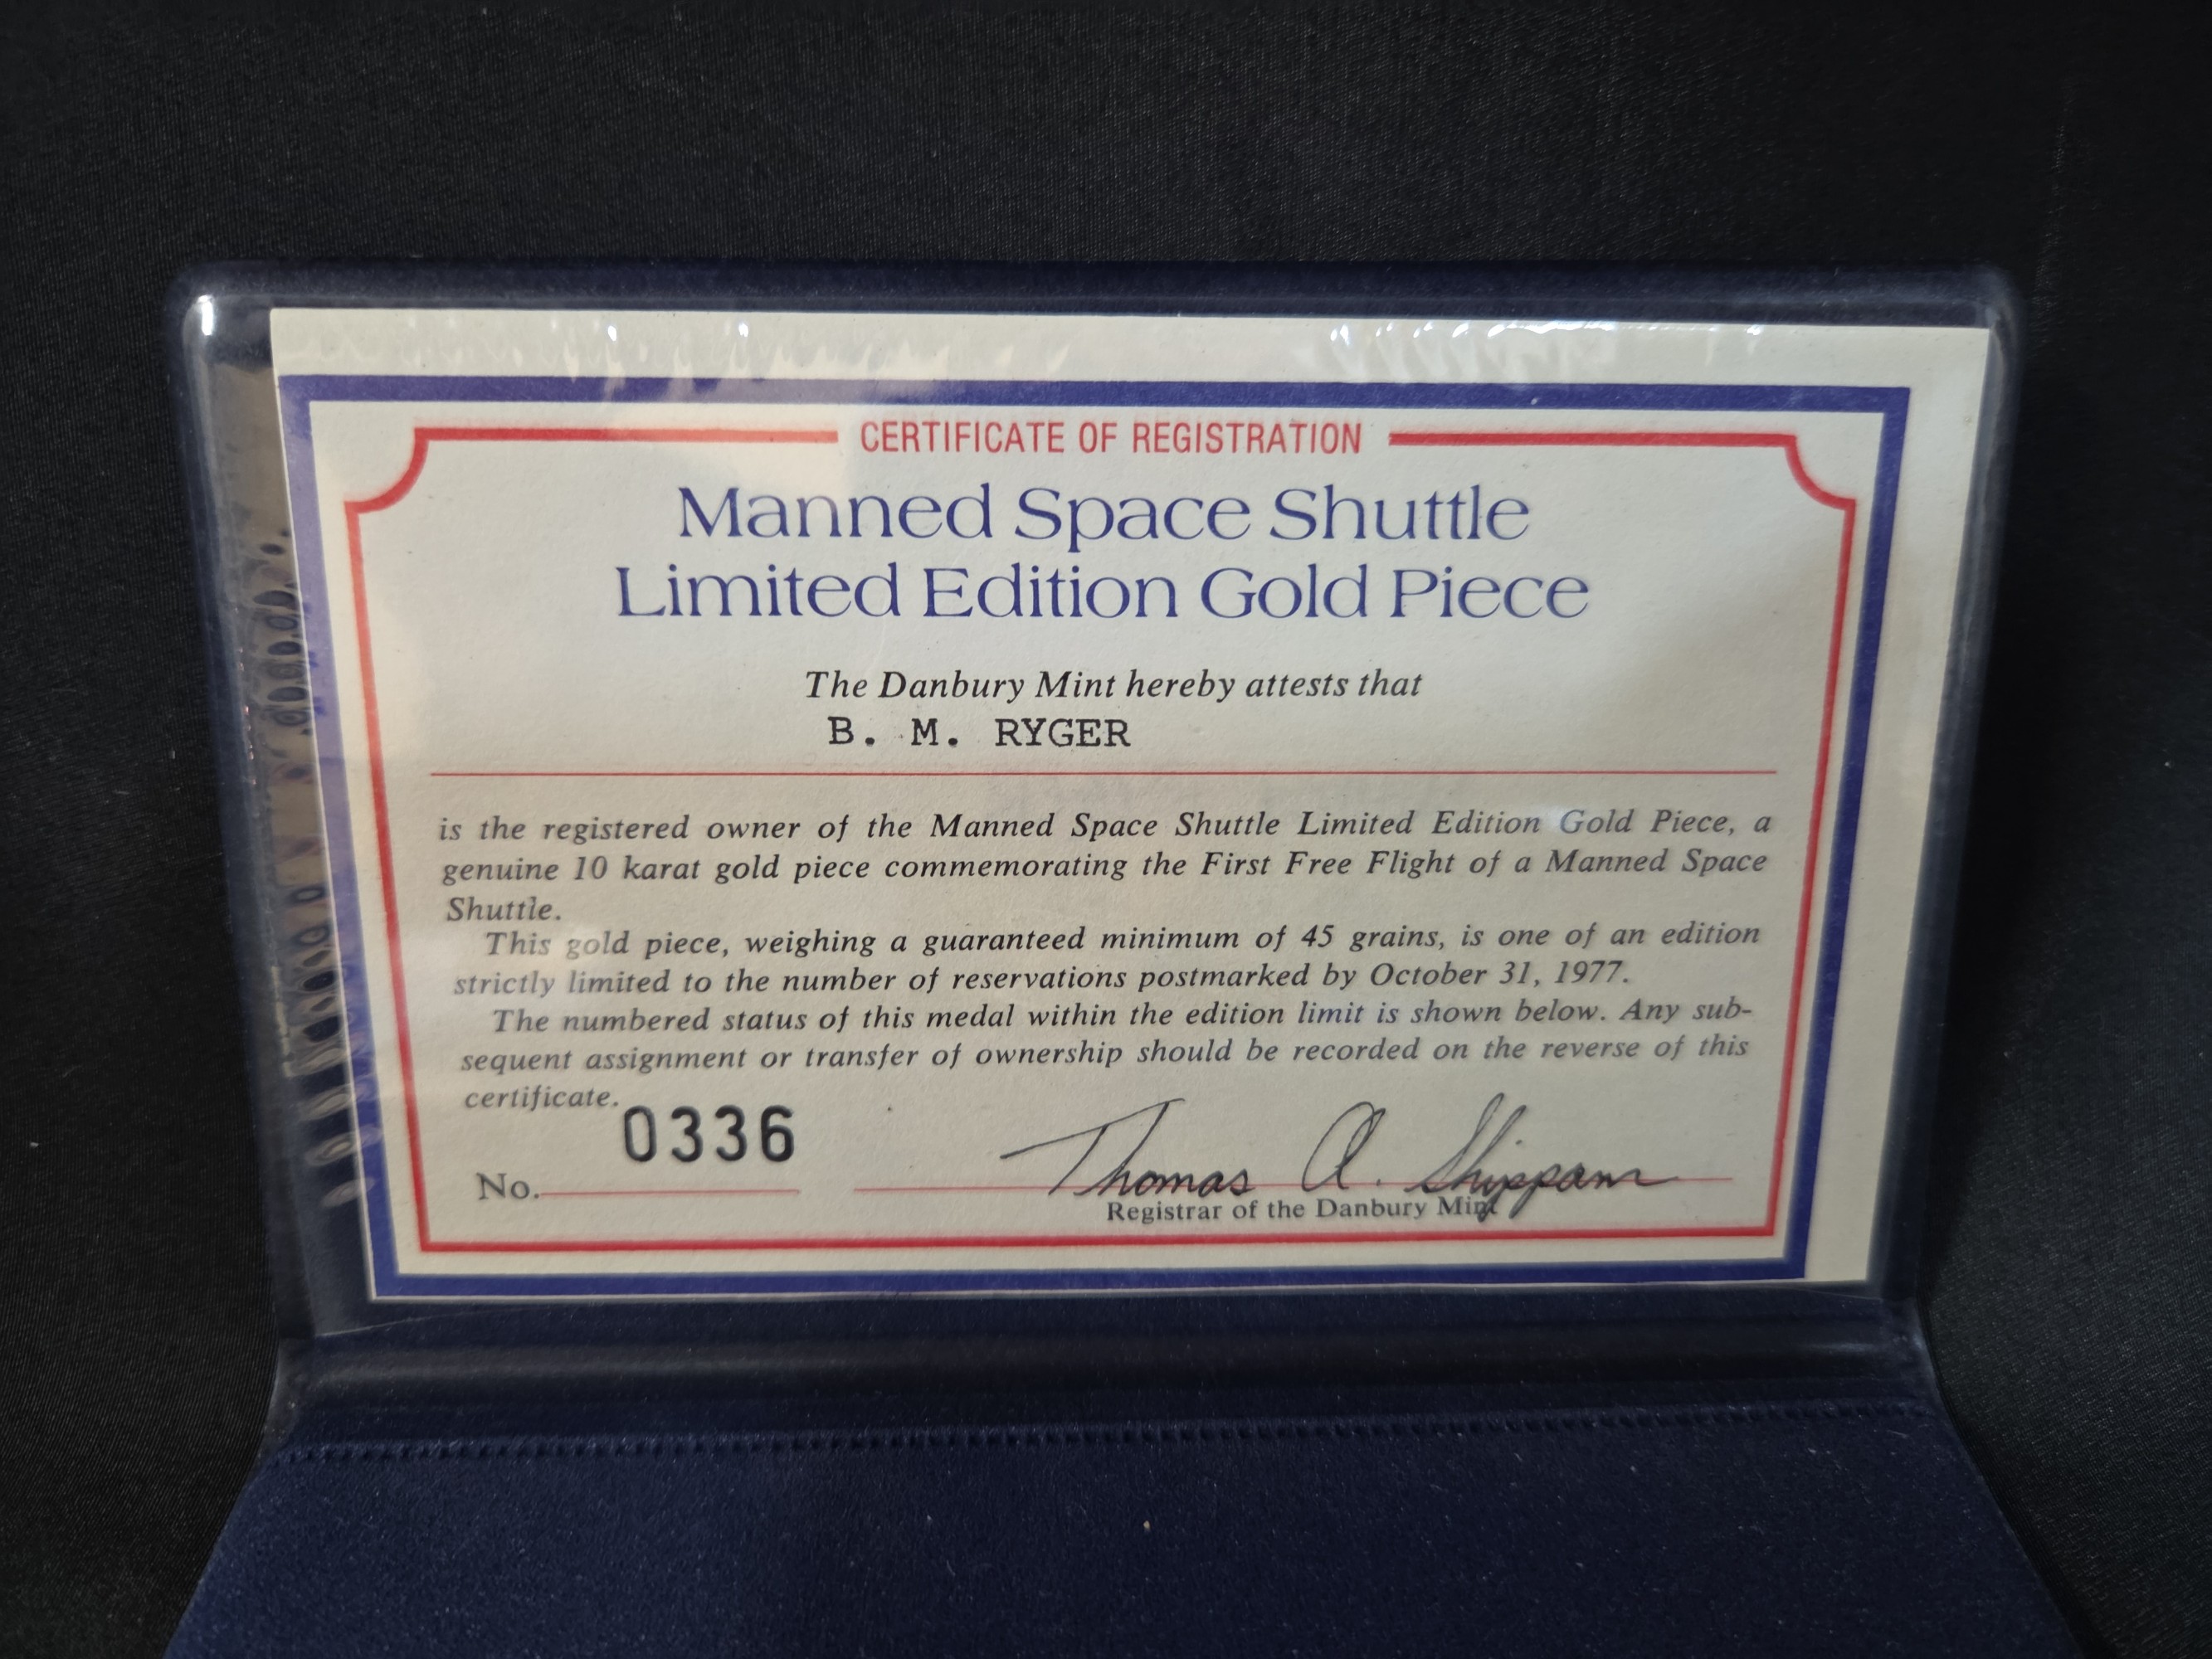 CERTIFICATE OF REGISTRATION
Manned Space Shuttle
Limited Edition Gold Piece
The Danbury Mint hereby attests that
B. M. RYGER
is the registered owner of the Manned Space Shuttle Limited Edition Gold Piece, a
genuine 10 karat gold piece commemorating the First Free Flight of a Manned Space
Shuttle.
This gold piece, weighing a guaranteed minimum of 45 grains, is one of an edition
strictly limited to the number of reservations postmarked by October 31, 1977.
The numbered status of this medal within the edition limit is shown below. Any sub-
sequent assignment or transfer of ownership should be recorded on the reverse of this
certificate.
No. 0336
Thomas A. Shippam
Registrar of the Danbury Mint